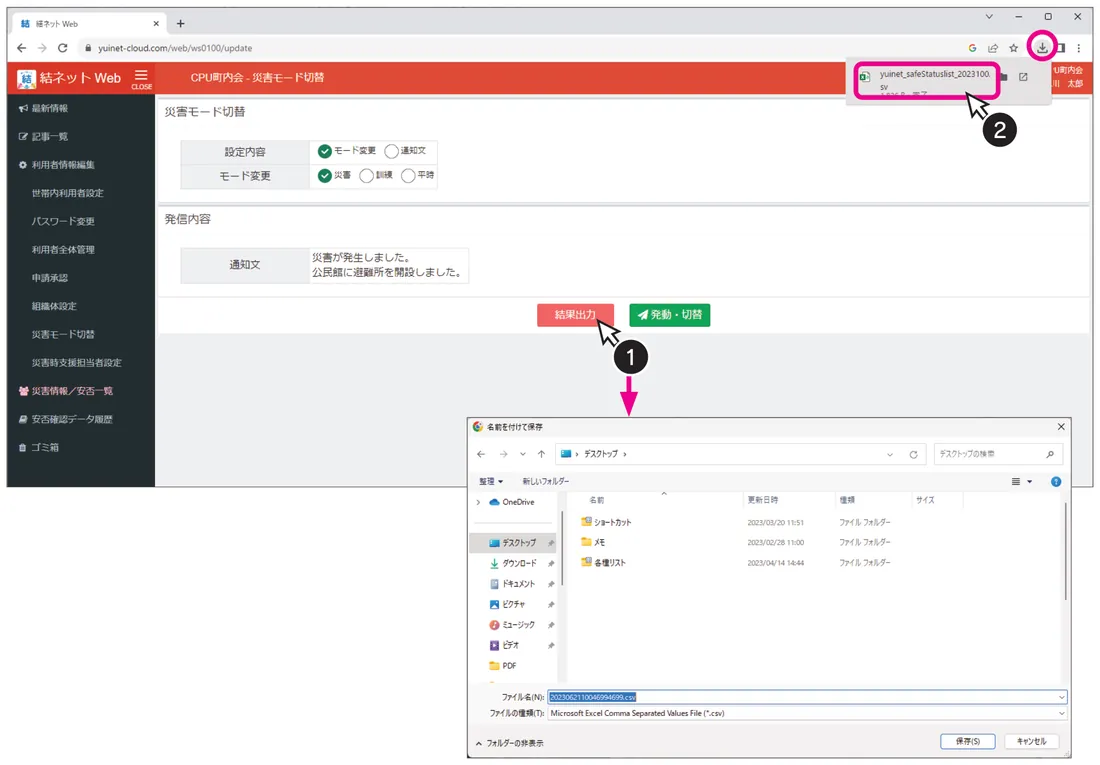 結 結ネット Web
yuinet-cloud.com/web/ws0100/update
結 結ネット Web CLOSE
CPU町内会 - 災害モード切替
U町内会
川 太郎
yuinet_safeStatuslist_2023100.
sv
完了
2
最新情報
記事一覧
利用者情報編集
世帯内利用者設定
パスワード変更
利用者全体管理
申請承認
組織体設定
災害モード切替
災害時支援担当者設定
災害情報/安否一覧
安否確認データ履歴
ゴミ箱
災害モード切替
設定内容 モード変更 通知文
モード変更 災害 訓練 平時
発信内容
通知文
災害が発生しました。
公民館に避難所を開設しました。
結果出力 発動・切替
1
名前を付けて保存
デスクトップ デスクトップの検索
整理 新しいフォルダー
OneDrive
デスクトップ
ダウンロード
ドキュメント
ピクチャ
ミュージック
ビデオ
PDF
名前 更新日時 種類 サイズ
ショートカット 2023/03/20 11:51 ファイル フォルダー
メモ 2023/02/28 11:00 ファイル フォルダー
各種リスト 2023/04/14 14:44 ファイル フォルダー
ファイル名(N): 2023062110046994699.csv
ファイルの種類(T): Microsoft Excel Comma Separated Values File (*.csv)
フォルダーの非表示 保存(S) キャンセル